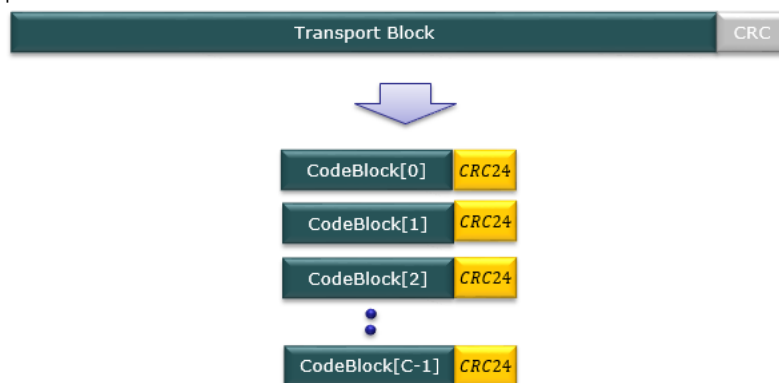 Transport Block CRC
CodeBlock[0] CRC24
CodeBlock[1] CRC24
CodeBlock[2] CRC24
CodeBlock[C-1] CRC24